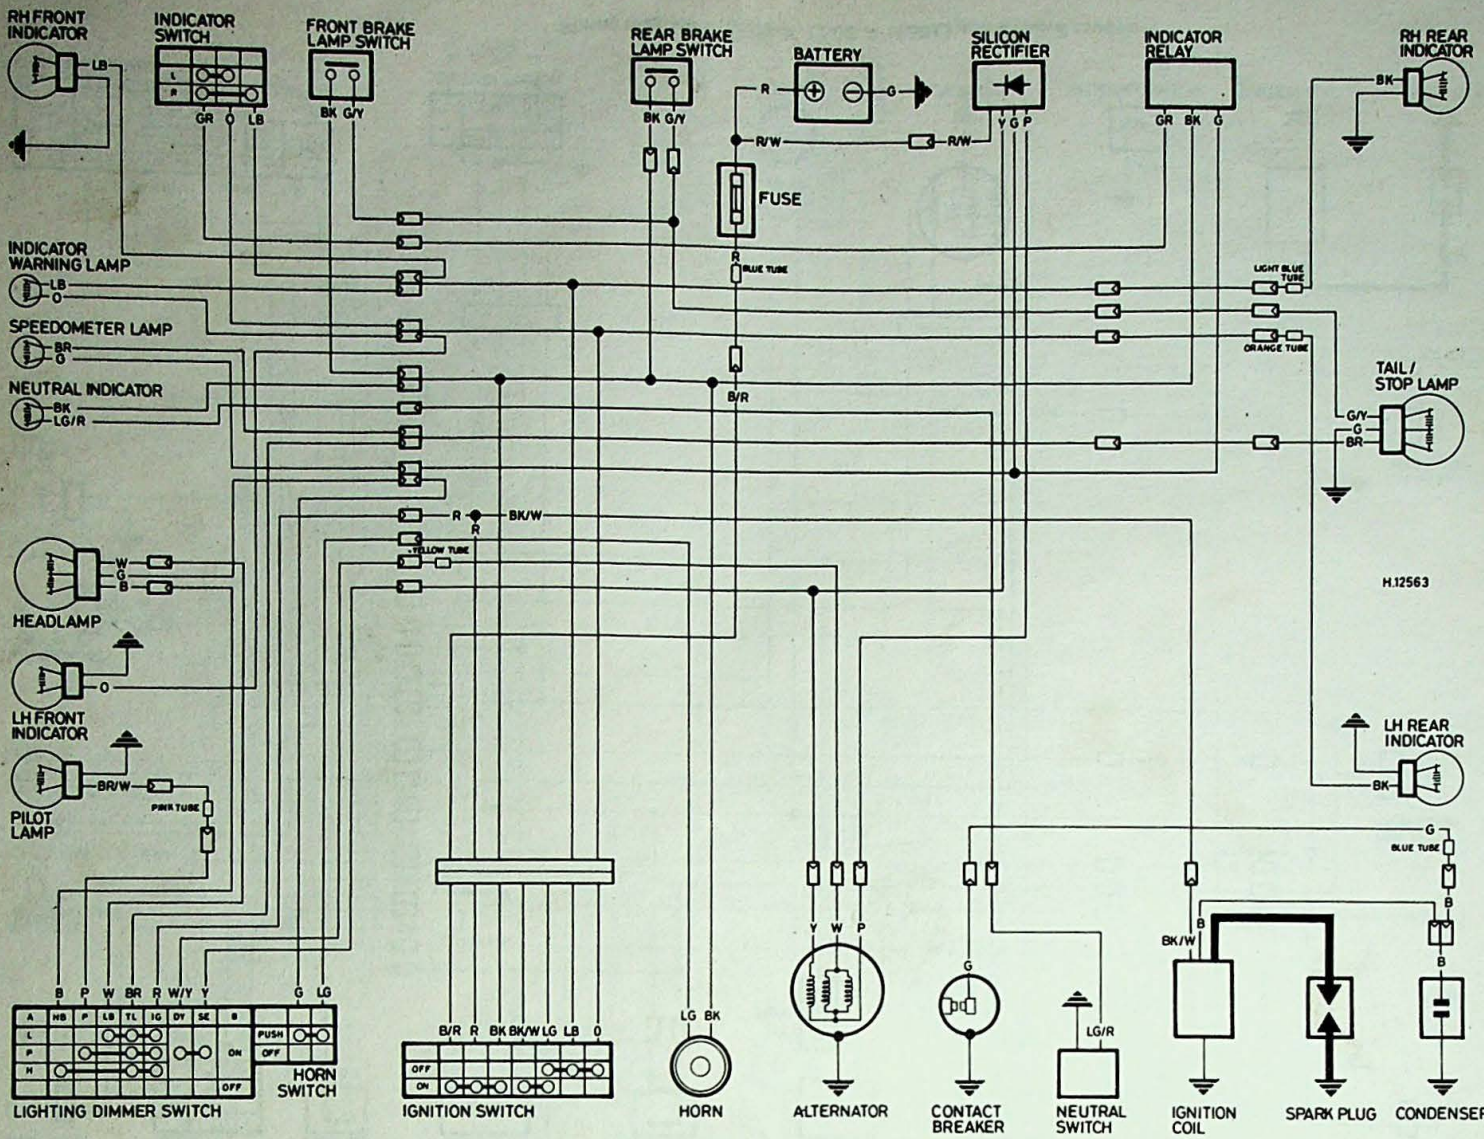 RH FRONT
INDICATOR
LB
INDICATOR
SWITCH
L
R
GR O LB
FRONT BRAKE
LAMP SWITCH
BK G/Y
REAR BRAKE
LAMP SWITCH
BK G/Y
BATTERY
R
G
R/W
R/W
FUSE
R
BLUE TUBE
B/R
SILICON
RECTIFIER
Y G P
INDICATOR
RELAY
GR BK G
RH REAR
INDICATOR
BK
INDICATOR
WARNING LAMP
LB
O
SPEEDOMETER LAMP
BR
G
NEUTRAL INDICATOR
BK
LG/R
LIGHT BLUE
TUBE
ORANGE TUBE
TAIL/
STOP LAMP
G/Y
G
BR
R
BK/W
R
YELLOW TUBE
H.12563
W
G
B
HEADLAMP
O
LH FRONT
INDICATOR
BR/W
PINK TUBE
PILOT
LAMP
LH REAR
INDICATOR
BK
G
BLUE TUBE
B
B
B P W BR R W/Y Y
G LG
A HB P LB TL IG DY SE B
L
P
H
ON
OFF
PUSH
OFF
HORN
SWITCH
LIGHTING DIMMER SWITCH
B/R R BK BK/W LG LB O
OFF
ON
IGNITION SWITCH
LG BK
HORN
Y W P
ALTERNATOR
G
CONTACT
BREAKER
LG/R
NEUTRAL
SWITCH
BK/W
B
IGNITION
COIL
SPARK PLUG
CONDENSER